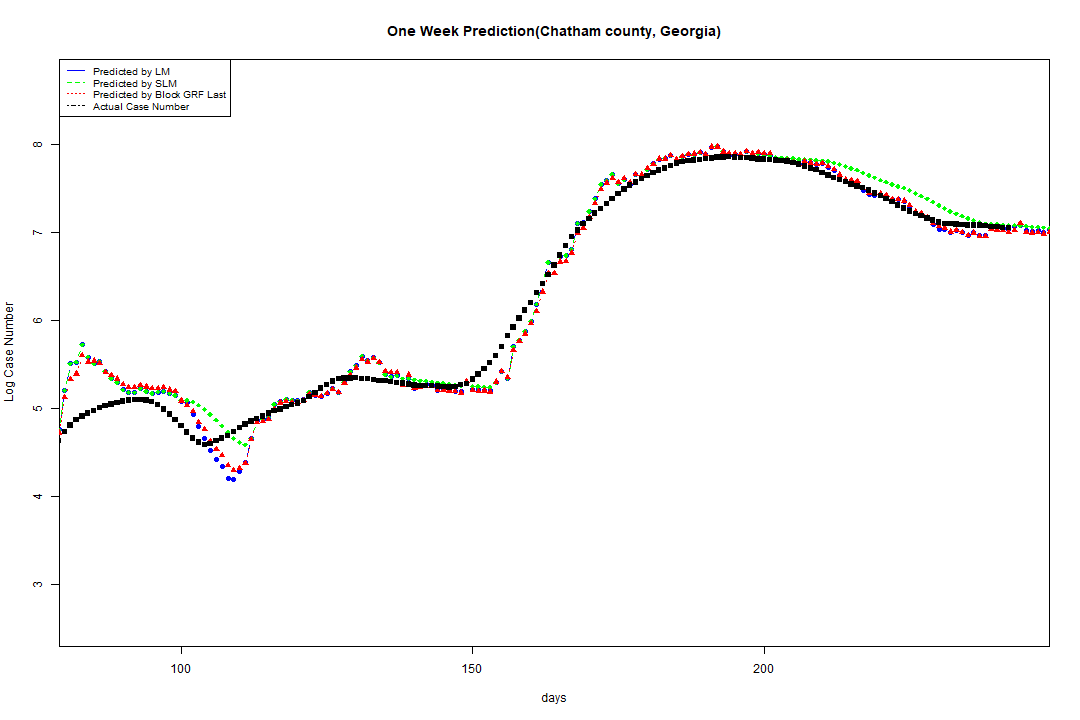 One Week Prediction(Chatham county, Georgia)
Predicted by LM
Predicted by SLM
Predicted by Block GRF Last
Actual Case Number
8
7
6
5
4
3
Log Case Number
100
150
200
days